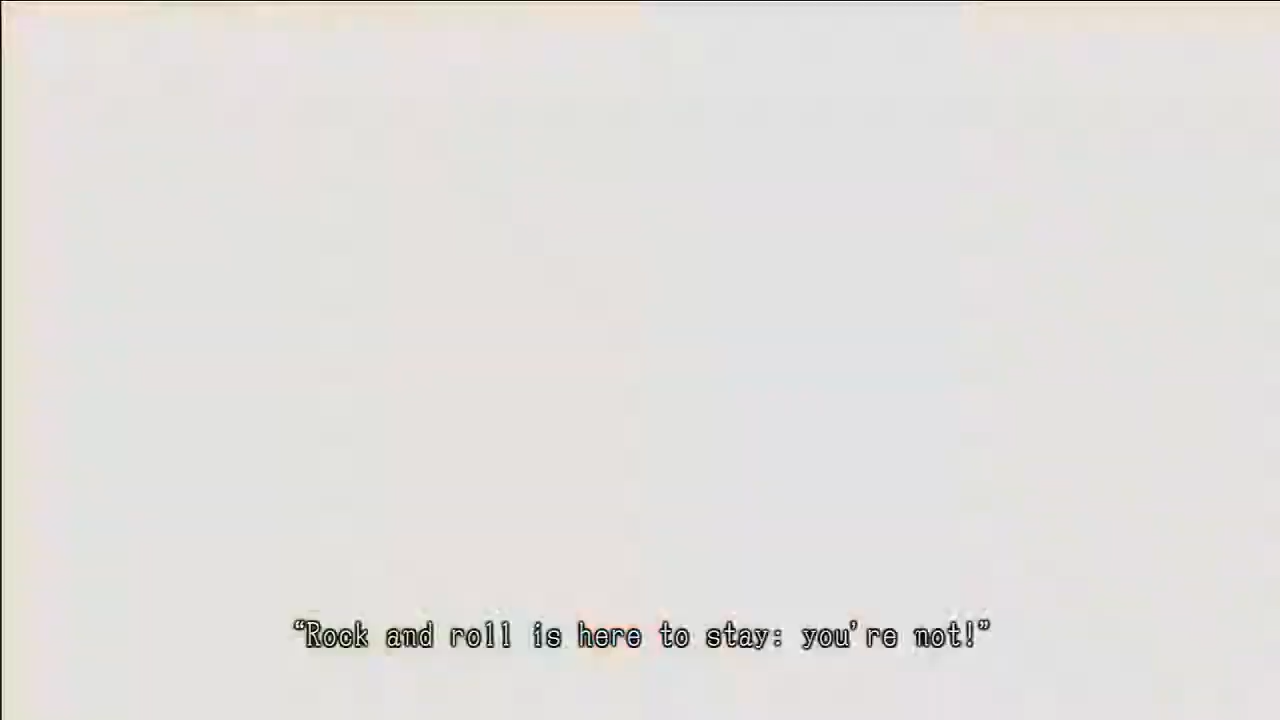 “Rock and roll is here to stay: you're not!”